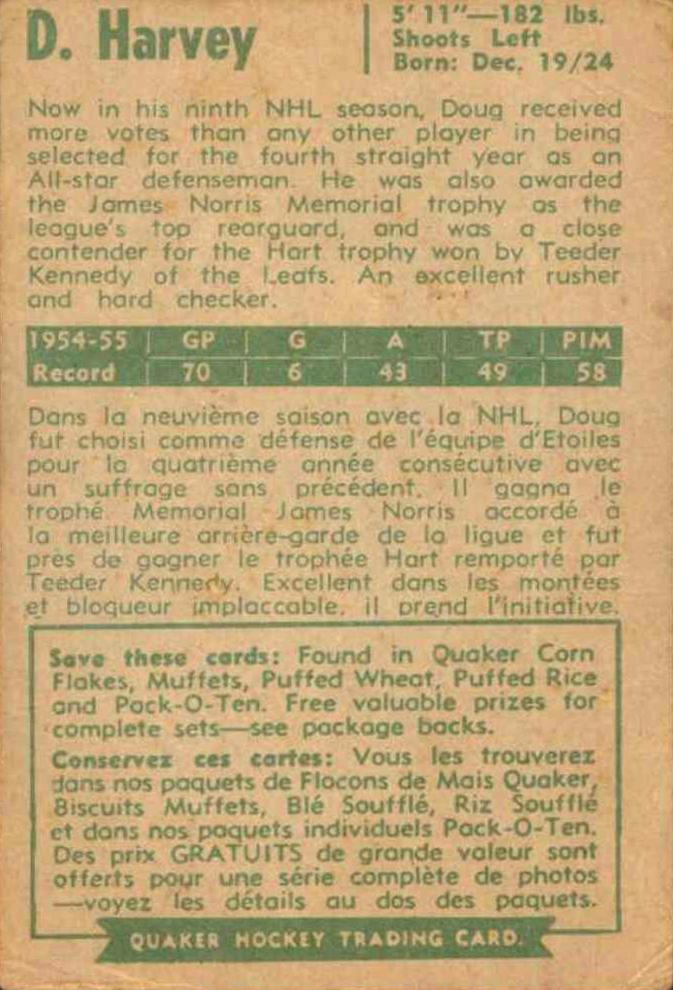 D. Harvey
5' 11"—182 lbs.
Shoots Left
Born: Dec. 19/24
Now in his ninth NHL season, Doug received
more votes than any other player in being
selected for the fourth straight year as an
All-star defenseman. He was also awarded
the James Norris Memorial trophy as the
league's top rearguard, and was a close
contender for the Hart trophy won by Teeder
Kennedy of the Leafs. An excellent rusher
and hard checker.
1954-55 | GP | G | A | TP | PIM
Record | 70 | 6 | 43 | 49 | 58
Dans la neuvième saison avec la NHL, Doug
fut choisi comme défense de l'équipe d'Etoiles
pour la quatrième année consécutive avec
un suffrage sans précédent. Il gagna le
trophé Memorial James Norris accordé à
la meilleure arrière-garde de la ligue et fut
près de gagner le trophée Hart remporté par
Teeder Kennedy. Excellent dans les montées
et bloqueur implaccable, il prend l'initiative.
Save these cards: Found in Quaker Corn
Flakes, Muffets, Puffed Wheat, Puffed Rice
and Pack-O-Ten. Free valuable prizes for
complete sets—see package backs.
Conservez ces cartes: Vous les trouverez
dans nos paquets de Flocons de Mais Quaker,
Biscuits Muffets, Blé Soufflé, Riz Soufflé
et dans nos paquets individuels Pack-O-Ten.
Des prix GRATUITS de grande valeur sont
offerts pour une série complète de photos
—voyez les détails au dos des paquets.
QUAKER HOCKEY TRADING CARD.